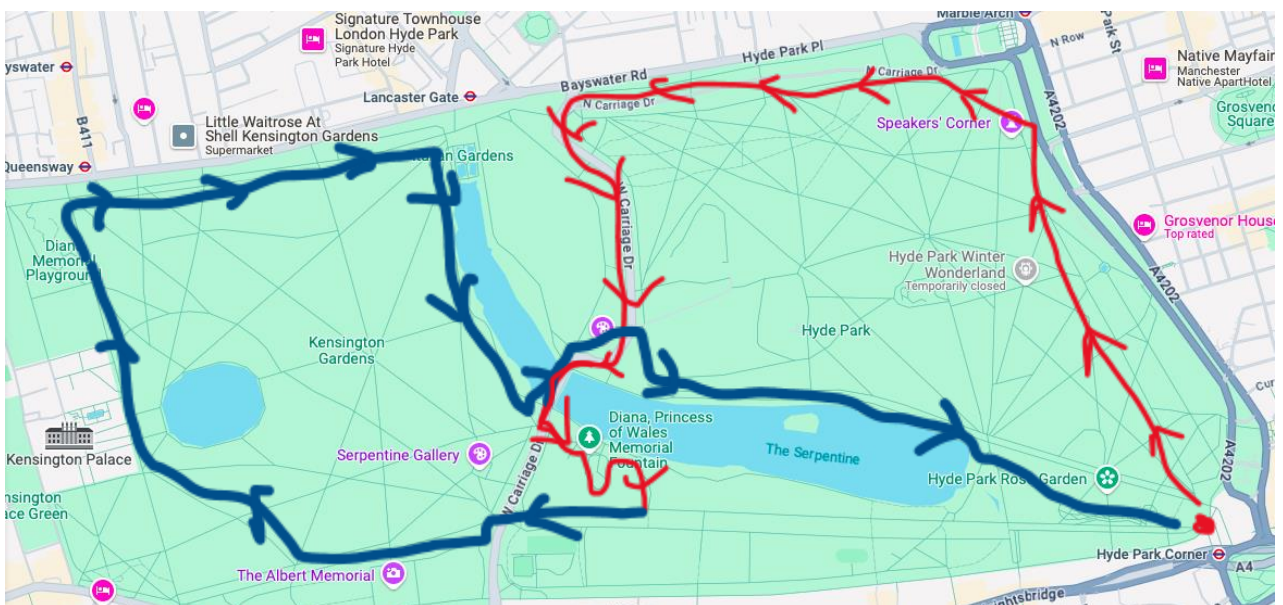 Marble Arch
Signature Townhouse
London Hyde Park
Signature Hyde
Park Hotel
N Row
Park St
Hyde Park Pl
Native Mayfair
Manchester
Native ApartHotel
yswater
Bayswater Rd
N Carriage Dr
Lancaster Gate
N Carriage Dr
A4202
Grosveno
Square
B411
Little Waitrose At
Shell Kensington Gardens
Supermarket
Speakers' Corner
Queensway
Gardens
W Carriage Dr
Grosvenor House
Top rated
Diana
Memorial
Playground
Hyde Park Winter
Wonderland
Temporarily closed
A4202
Kensington
Gardens
Hyde Park
Diana, Princess
of Wales
Memorial
Fountain
Kensington Palace
Serpentine Gallery
The Serpentine
W Carriage Dr
A4202
Hyde Park Rose Garden
nsington
ace Green
Hyde Park Corner
The Albert Memorial
A4
ightsbridge